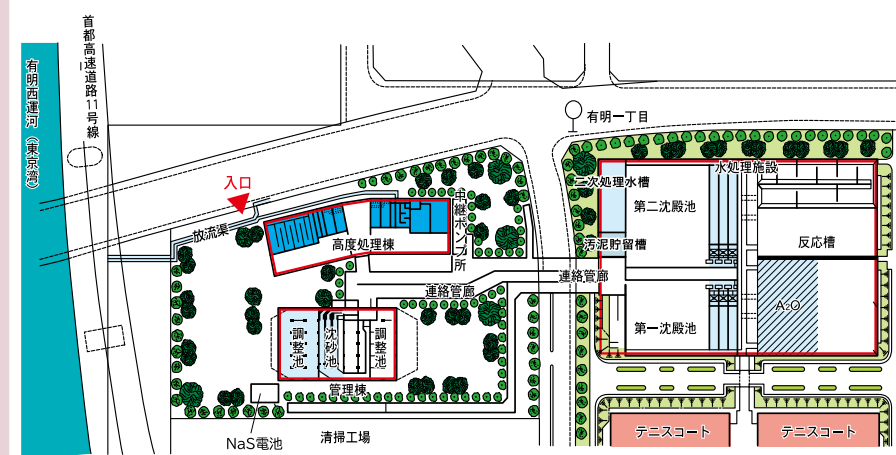 首都高速道路11号線
有明西運河(東京湾)
入口
放流渠
高度処理棟
中継ポンプ所
連絡管廊
連絡管廊
調整池
沈砂池
調整池
管理棟
NaS電池
清掃工場
有明一丁目
水処理施設
二次処理水槽
第二沈殿池
汚泥貯留槽
反応槽
A₂O
第一沈殿池
テニスコート
テニスコート